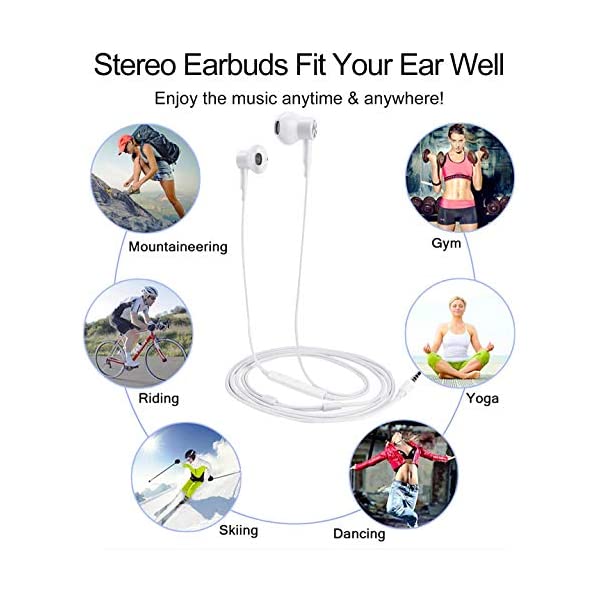 Stereo Earbuds Fit Your Ear Well
Enjoy the music anytime & anywhere!
Mountaineering
Gym
Riding
Yoga
Skiing
Dancing